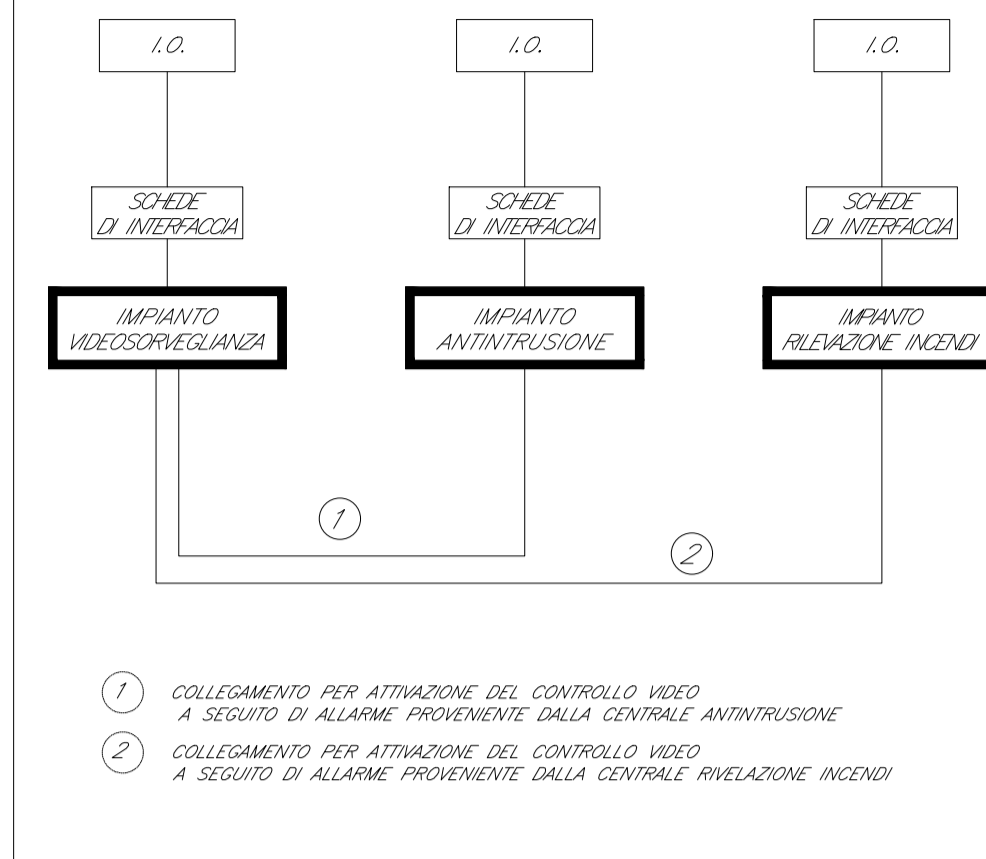 I.O.
I.O.
I.O.
SCHEDE
DI INTERFACCIA
SCHEDE
DI INTERFACCIA
SCHEDE
DI INTERFACCIA
IMPIANTO
VIDEOSORVEGLIANZA
IMPIANTO
ANTINTRUSIONE
IMPIANTO
RILEVAZIONE INCENDI
1
2
1 COLLEGAMENTO PER ATTIVAZIONE DEL CONTROLLO VIDEO
A SEGUITO DI ALLARME PROVENIENTE DALLA CENTRALE ANTINTRUSIONE
2 COLLEGAMENTO PER ATTIVAZIONE DEL CONTROLLO VIDEO
A SEGUITO DI ALLARME PROVENIENTE DALLA CENTRALE RIVELAZIONE INCENDI